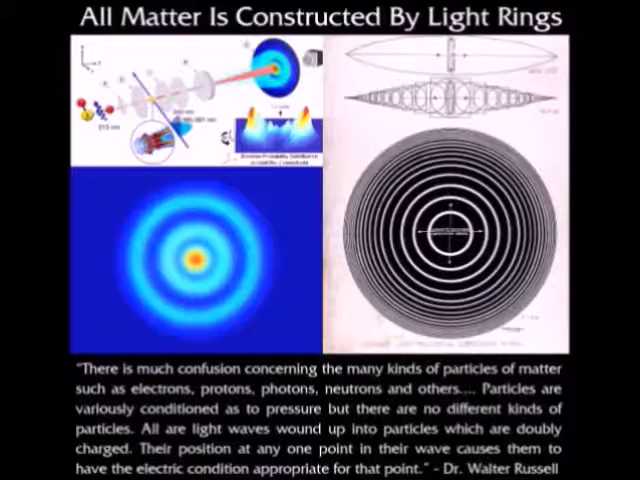 All Matter Is Constructed By Light Rings
213 nm
"There is much confusion concerning the many kinds of particles of matter
such as electrons, protons, photons, neutrons and others.... Particles are
variously conditioned as to pressure but there are no different kinds of
particles. All are light waves wound up into particles which are doubly
charged. Their position at any one point in their wave causes them to
have the electric condition appropriate for that point." - Dr. Walter Russell